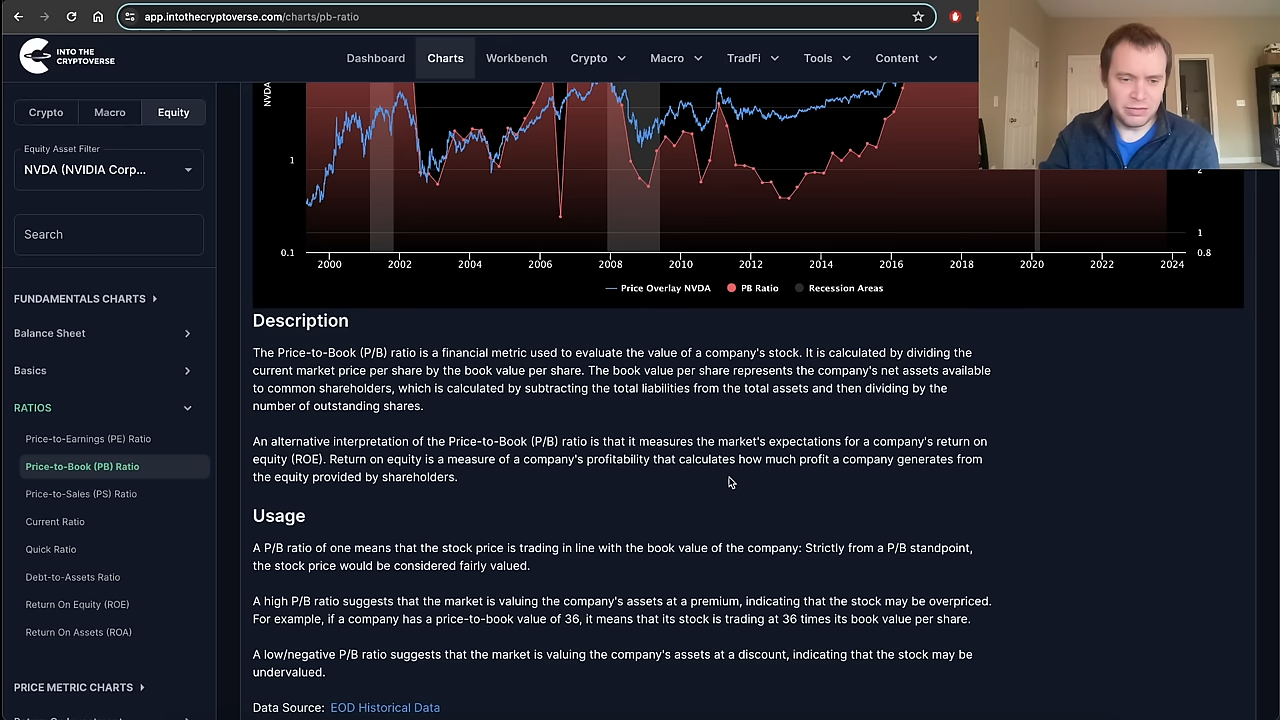 app.intothecryptoverse.com/charts/pb-ratio
INTO THE
CRYPTOVERSE
Dashboard
Charts
Workbench
Crypto
Macro
TradFi
Tools
Content
Crypto
Macro
Equity
Equity Asset Filter
NVDA (NVIDIA Corp...
Search
FUNDAMENTALS CHARTS
Balance Sheet
Basics
RATIOS
Price-to-Earnings (PE) Ratio
Price-to-Book (PB) Ratio
Price-to-Sales (PS) Ratio
Current Ratio
Quick Ratio
Debt-to-Assets Ratio
Return On Equity (ROE)
Return On Assets (ROA)
PRICE METRIC CHARTS
NVDA
1
0.1
2
1
0.8
2000 2002 2004 2006 2008 2010 2012 2014 2016 2018 2020 2022 2024
Price Overlay NVDA PB Ratio Recession Areas
Description
The Price-to-Book (P/B) ratio is a financial metric used to evaluate the value of a company's stock. It is calculated by dividing the
current market price per share by the book value per share. The book value per share represents the company's net assets available
to common shareholders, which is calculated by subtracting the total liabilities from the total assets and then dividing by the
number of outstanding shares.
An alternative interpretation of the Price-to-Book (P/B) ratio is that it measures the market's expectations for a company's return on
equity (ROE). Return on equity is a measure of a company's profitability that calculates how much profit a company generates from
the equity provided by shareholders.
Usage
A P/B ratio of one means that the stock price is trading in line with the book value of the company: Strictly from a P/B standpoint,
the stock price would be considered fairly valued.
A high P/B ratio suggests that the market is valuing the company's assets at a premium, indicating that the stock may be overpriced.
For example, if a company has a price-to-book value of 36, it means that its stock is trading at 36 times its book value per share.
A low/negative P/B ratio suggests that the market is valuing the company's assets at a discount, indicating that the stock may be
undervalued.
Data Source: EOD Historical Data